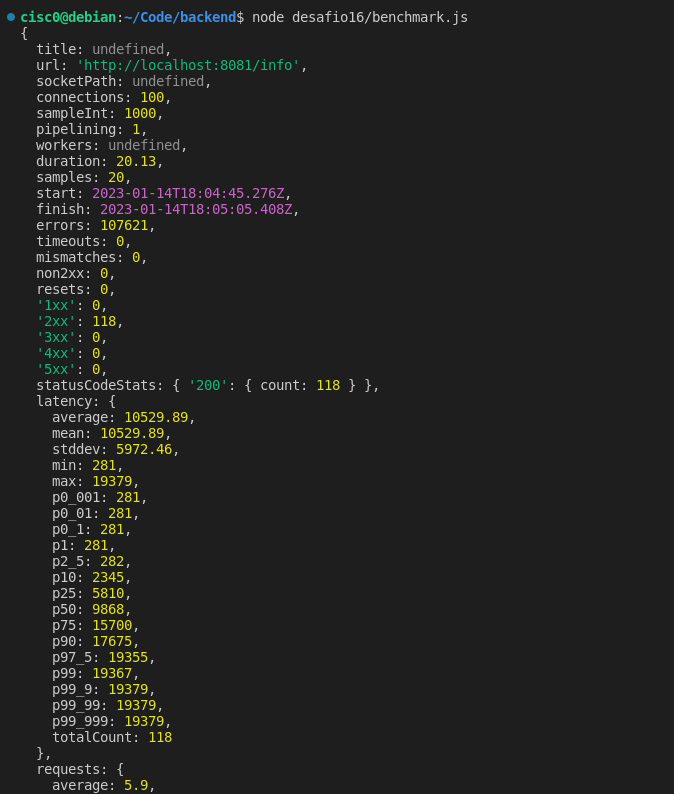 cisc0@debian:~/Code/backend$ node desafio16/benchmark.js
{
  title: undefined,
  url: 'http://localhost:8081/info',
  socketPath: undefined,
  connections: 100,
  sampleInt: 1000,
  pipelining: 1,
  workers: undefined,
  duration: 20.13,
  samples: 20,
  start: 2023-01-14T18:04:45.276Z,
  finish: 2023-01-14T18:05:05.408Z,
  errors: 107621,
  timeouts: 0,
  mismatches: 0,
  non2xx: 0,
  resets: 0,
  '1xx': 0,
  '2xx': 118,
  '3xx': 0,
  '4xx': 0,
  '5xx': 0,
  statusCodeStats: { '200': { count: 118 } },
  latency: {
    average: 10529.89,
    mean: 10529.89,
    stddev: 5972.46,
    min: 281,
    max: 19379,
    p0_001: 281,
    p0_01: 281,
    p0_1: 281,
    p1: 281,
    p2_5: 282,
    p10: 2345,
    p25: 5810,
    p50: 9868,
    p75: 15700,
    p90: 17675,
    p97_5: 19355,
    p99: 19367,
    p99_9: 19379,
    p99_99: 19379,
    p99_999: 19379,
    totalCount: 118
  },
  requests: {
    average: 5.9,